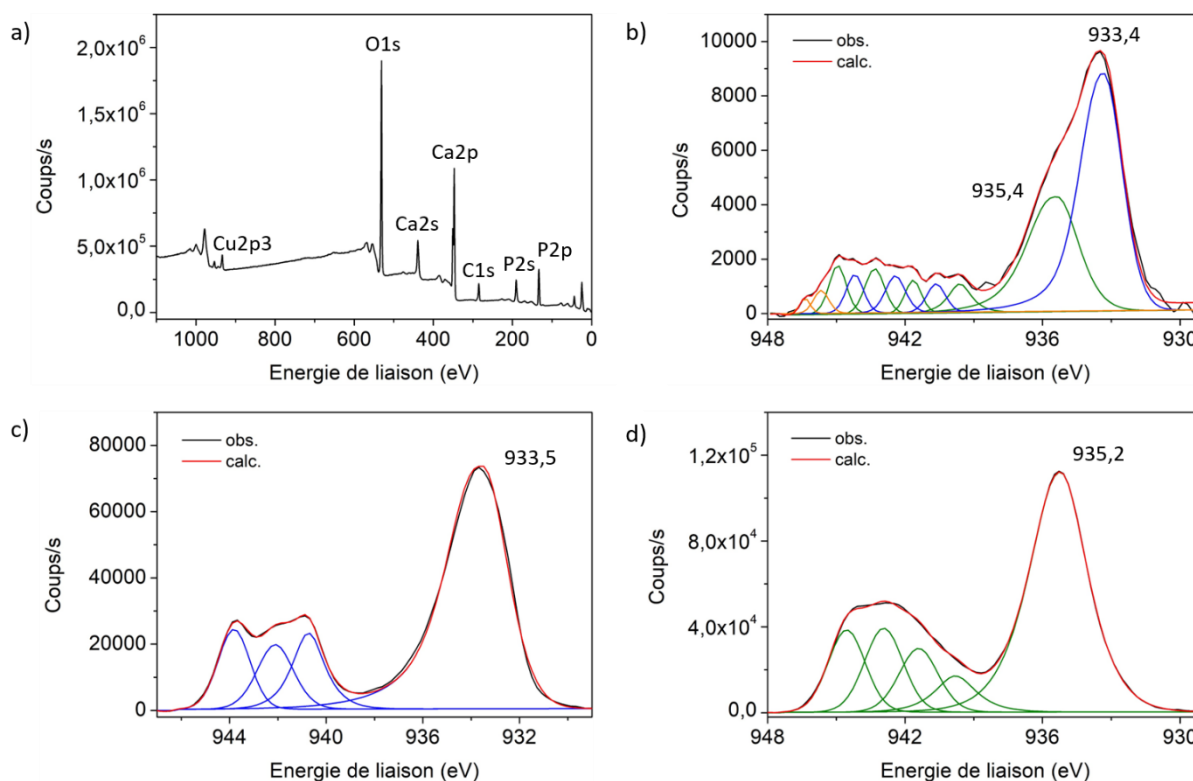 a)
2,0x10⁶
1,5x10⁶
1,0x10⁶
5,0x10⁵
0,0
Coups/s
O1s
Ca2p
Ca2s
Cu2p3
C1s
P2s
P2p
1000 800 600 400 200 0
Energie de liaison (eV)
b)
obs.
calc.
933,4
935,4
10000
8000
6000
4000
2000
0
Coups/s
948 942 936 930
Energie de liaison (eV)
c)
obs.
calc.
933,5
80000
60000
40000
20000
0
Coups/s
944 940 936 932
Energie de liaison (eV)
d)
obs.
calc.
935,2
1,2x10⁵
8,0x10⁴
4,0x10⁴
0,0
Coups/s
948 942 936 930
Energie de liaison (eV)